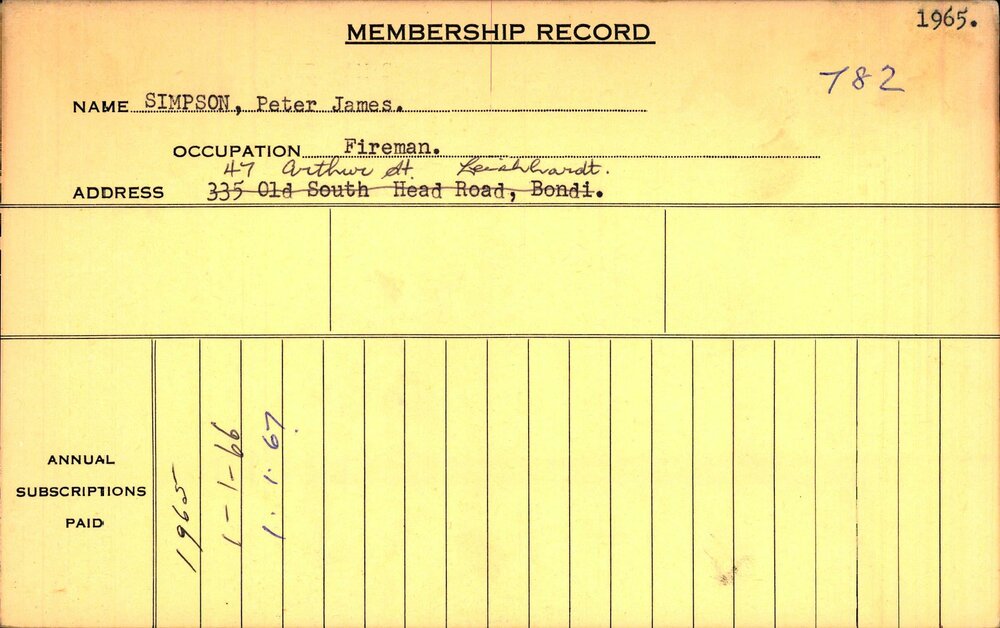 1965.
MEMBERSHIP RECORD
782
NAME SIMPSON, Peter James.
OCCUPATION Fireman.
47 Arthur St. Leichhardt.
ADDRESS 335 Old South Head Road, Bondi.
ANNUAL
SUBSCRIPTIONS
PAID
1965
1-1-66
1.1.67.